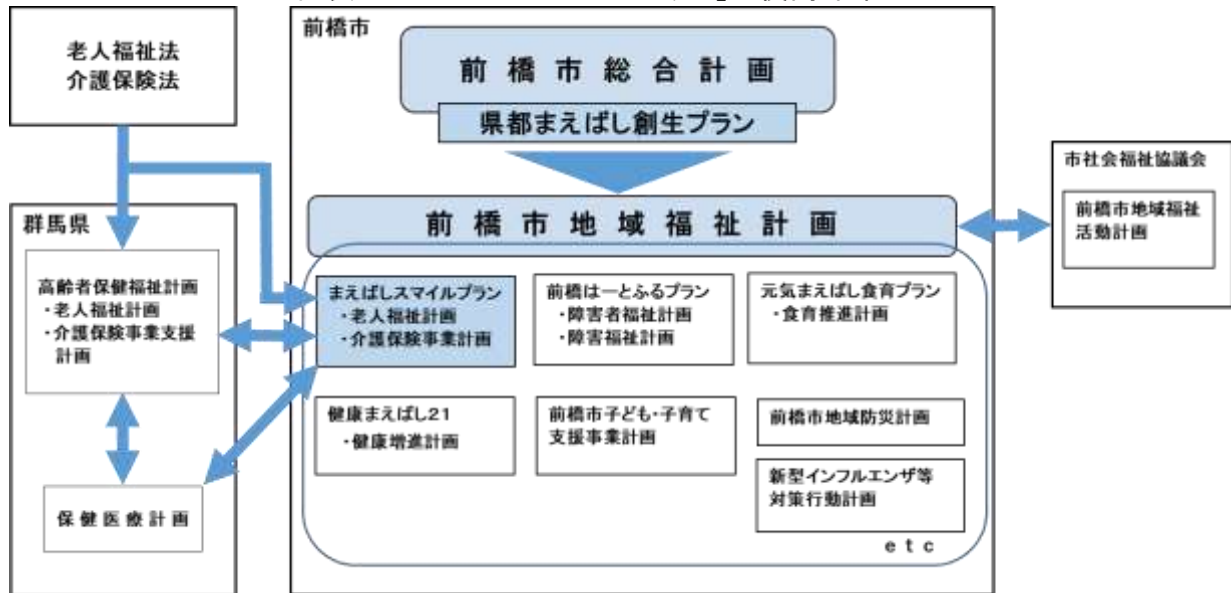 老人福祉法
介護保険法
群馬県
高齢者保健福祉計画
・老人福祉計画
・介護保険事業支援
計画
保健医療計画
前橋市
前橋市総合計画
県都まえばし創生プラン
前橋市地域福祉計画
まえばしスマイルプラン
・老人福祉計画
・介護保険事業計画
前橋はーとふるプラン
・障害者福祉計画
・障害福祉計画
元気まえばし食育プラン
・食育推進計画
健康まえばし21
・健康増進計画
前橋市子ども・子育て
支援事業計画
前橋市地域防災計画
新型インフルエンザ等
対策行動計画
etc
市社会福祉協議会
前橋市地域福祉
活動計画